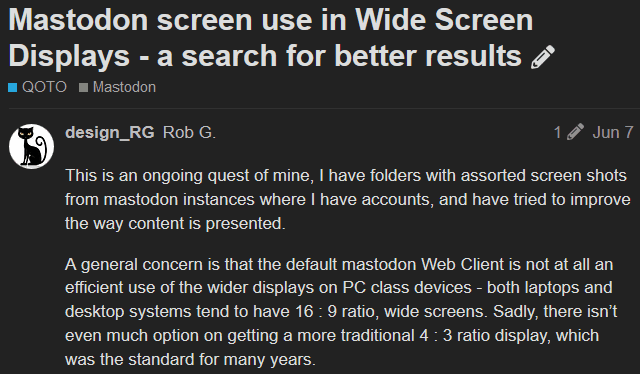 Mastodon screen use in Wide Screen
Displays - a search for better results
QOTO Mastodon
design_RG Rob G. 1 Jun 7
This is an ongoing quest of mine, I have folders with assorted screen shots
from mastodon instances where I have accounts, and have tried to improve
the way content is presented.
A general concern is that the default mastodon Web Client is not at all an
efficient use of the wider displays on PC class devices - both laptops and
desktop systems tend to have 16 : 9 ratio, wide screens. Sadly, there isn’t
even much option on getting a more traditional 4 : 3 ratio display, which
was the standard for many years.